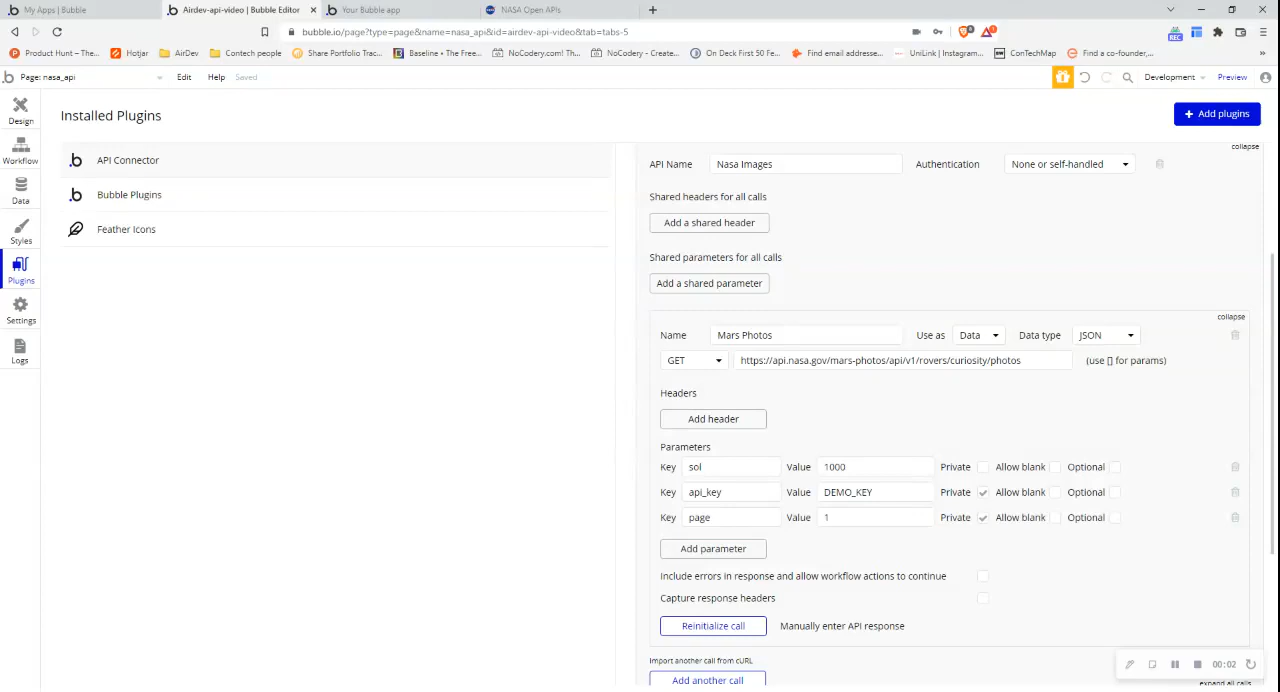 My Apps | Bubble
Airdev-api-video | Bubble Editor
Your Bubble app
NASA Open APIs
bubble.io/page?type=page&name=nasa_api&id=airdev-api-video&tab=tabs-5
REC
Product Hunt – The...
Hotjar
AirDev
Contech people
Share Portfolio Trac...
Baseline • The Free...
NoCodery.com! Th...
NoCodery - Create...
On Deck First 50 Fe...
Find email addresse...
UniLink | Instagram...
ConTechMap
Find a co-founder,...
Page: nasa_api
Edit
Help
Saved
Development
Preview
Design
Workflow
Data
Styles
Plugins
Settings
Logs
Installed Plugins
+ Add plugins
API Connector
Bubble Plugins
Feather Icons
collapse
API Name
Nasa Images
Authentication
None or self-handled
Shared headers for all calls
Add a shared header
Shared parameters for all calls
Add a shared parameter
collapse
Name
Mars Photos
Use as
Data
Data type
JSON
GET
https://api.nasa.gov/mars-photos/api/v1/rovers/curiosity/photos
(use [] for params)
Headers
Add header
Parameters
Key sol Value 1000 Private Allow blank Optional
Key api_key Value DEMO_KEY Private Allow blank Optional
Key page Value 1 Private Allow blank Optional
Add parameter
Include errors in response and allow workflow actions to continue
Capture response headers
Reinitialize call
Manually enter API response
Import another call from cURL
Add another call
00:02
expand all calls